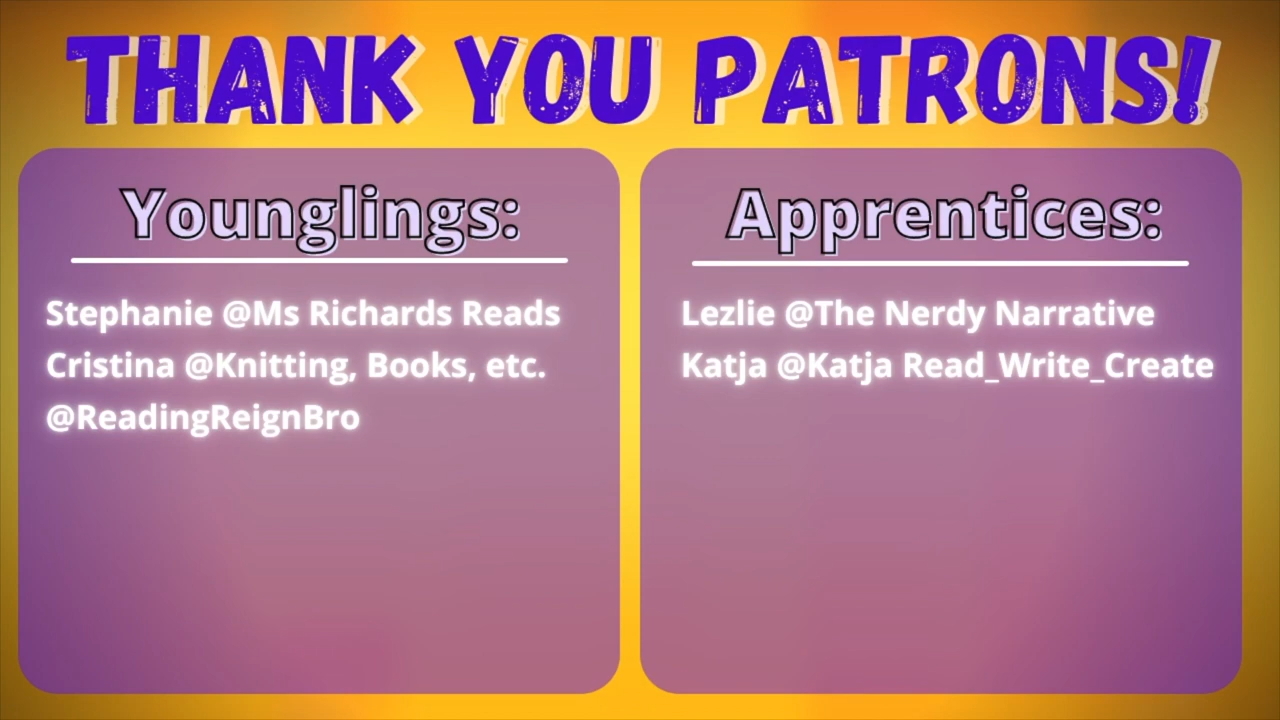 THANK YOU PATRONS!
Younglings:
Stephanie @Ms Richards Reads
Cristina @Knitting, Books, etc.
@ReadingReignBro
Apprentices:
Lezlie @The Nerdy Narrative
Katja @Katja Read_Write_Create